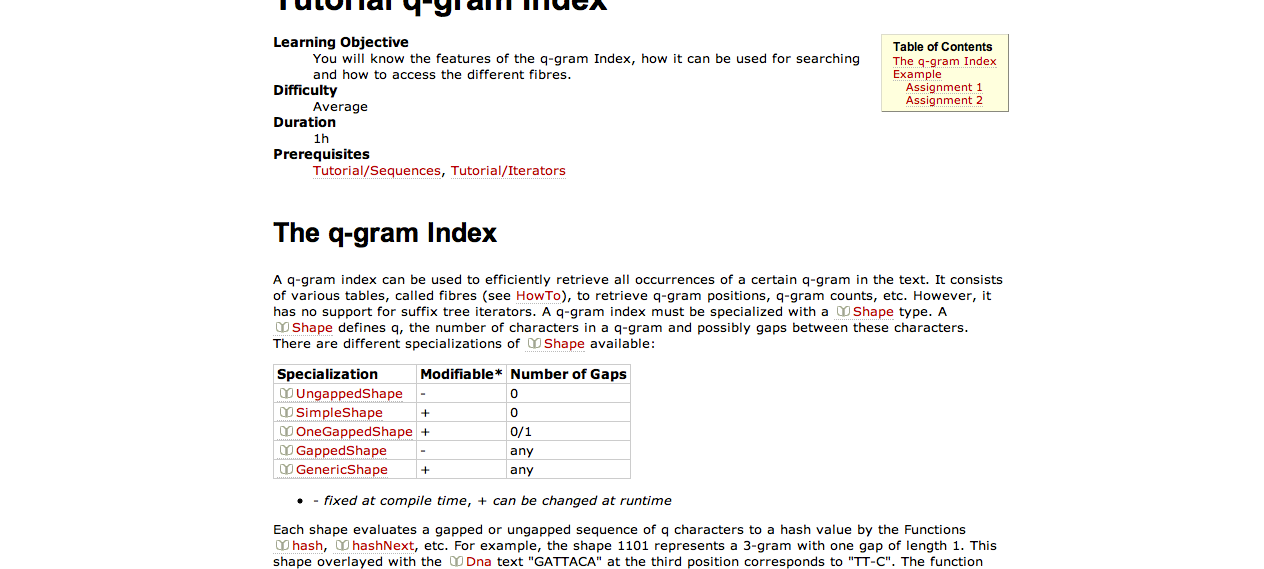 Tutorial q-gram Index
Learning Objective
You will know the features of the q-gram Index, how it can be used for searching
and how to access the different fibres.
Difficulty
Average
Duration
1h
Prerequisites
Tutorial/Sequences, Tutorial/Iterators
Table of Contents
The q-gram Index
Example
Assignment 1
Assignment 2
The q-gram Index
A q-gram index can be used to efficiently retrieve all occurrences of a certain q-gram in the text. It consists
of various tables, called fibres (see HowTo), to retrieve q-gram positions, q-gram counts, etc. However, it
has no support for suffix tree iterators. A q-gram index must be specialized with a Shape type. A
Shape defines q, the number of characters in a q-gram and possibly gaps between these characters.
There are different specializations of Shape available:
Specialization Modifiable* Number of Gaps
UngappedShape - 0
SimpleShape + 0
OneGappedShape + 0/1
GappedShape - any
GenericShape + any
• - fixed at compile time, + can be changed at runtime
Each shape evaluates a gapped or ungapped sequence of q characters to a hash value by the Functions
hash, hashNext, etc. For example, the shape 1101 represents a 3-gram with one gap of length 1. This
shape overlayed with the Dna text "GATTACA" at the third position corresponds to "TT-C". The function